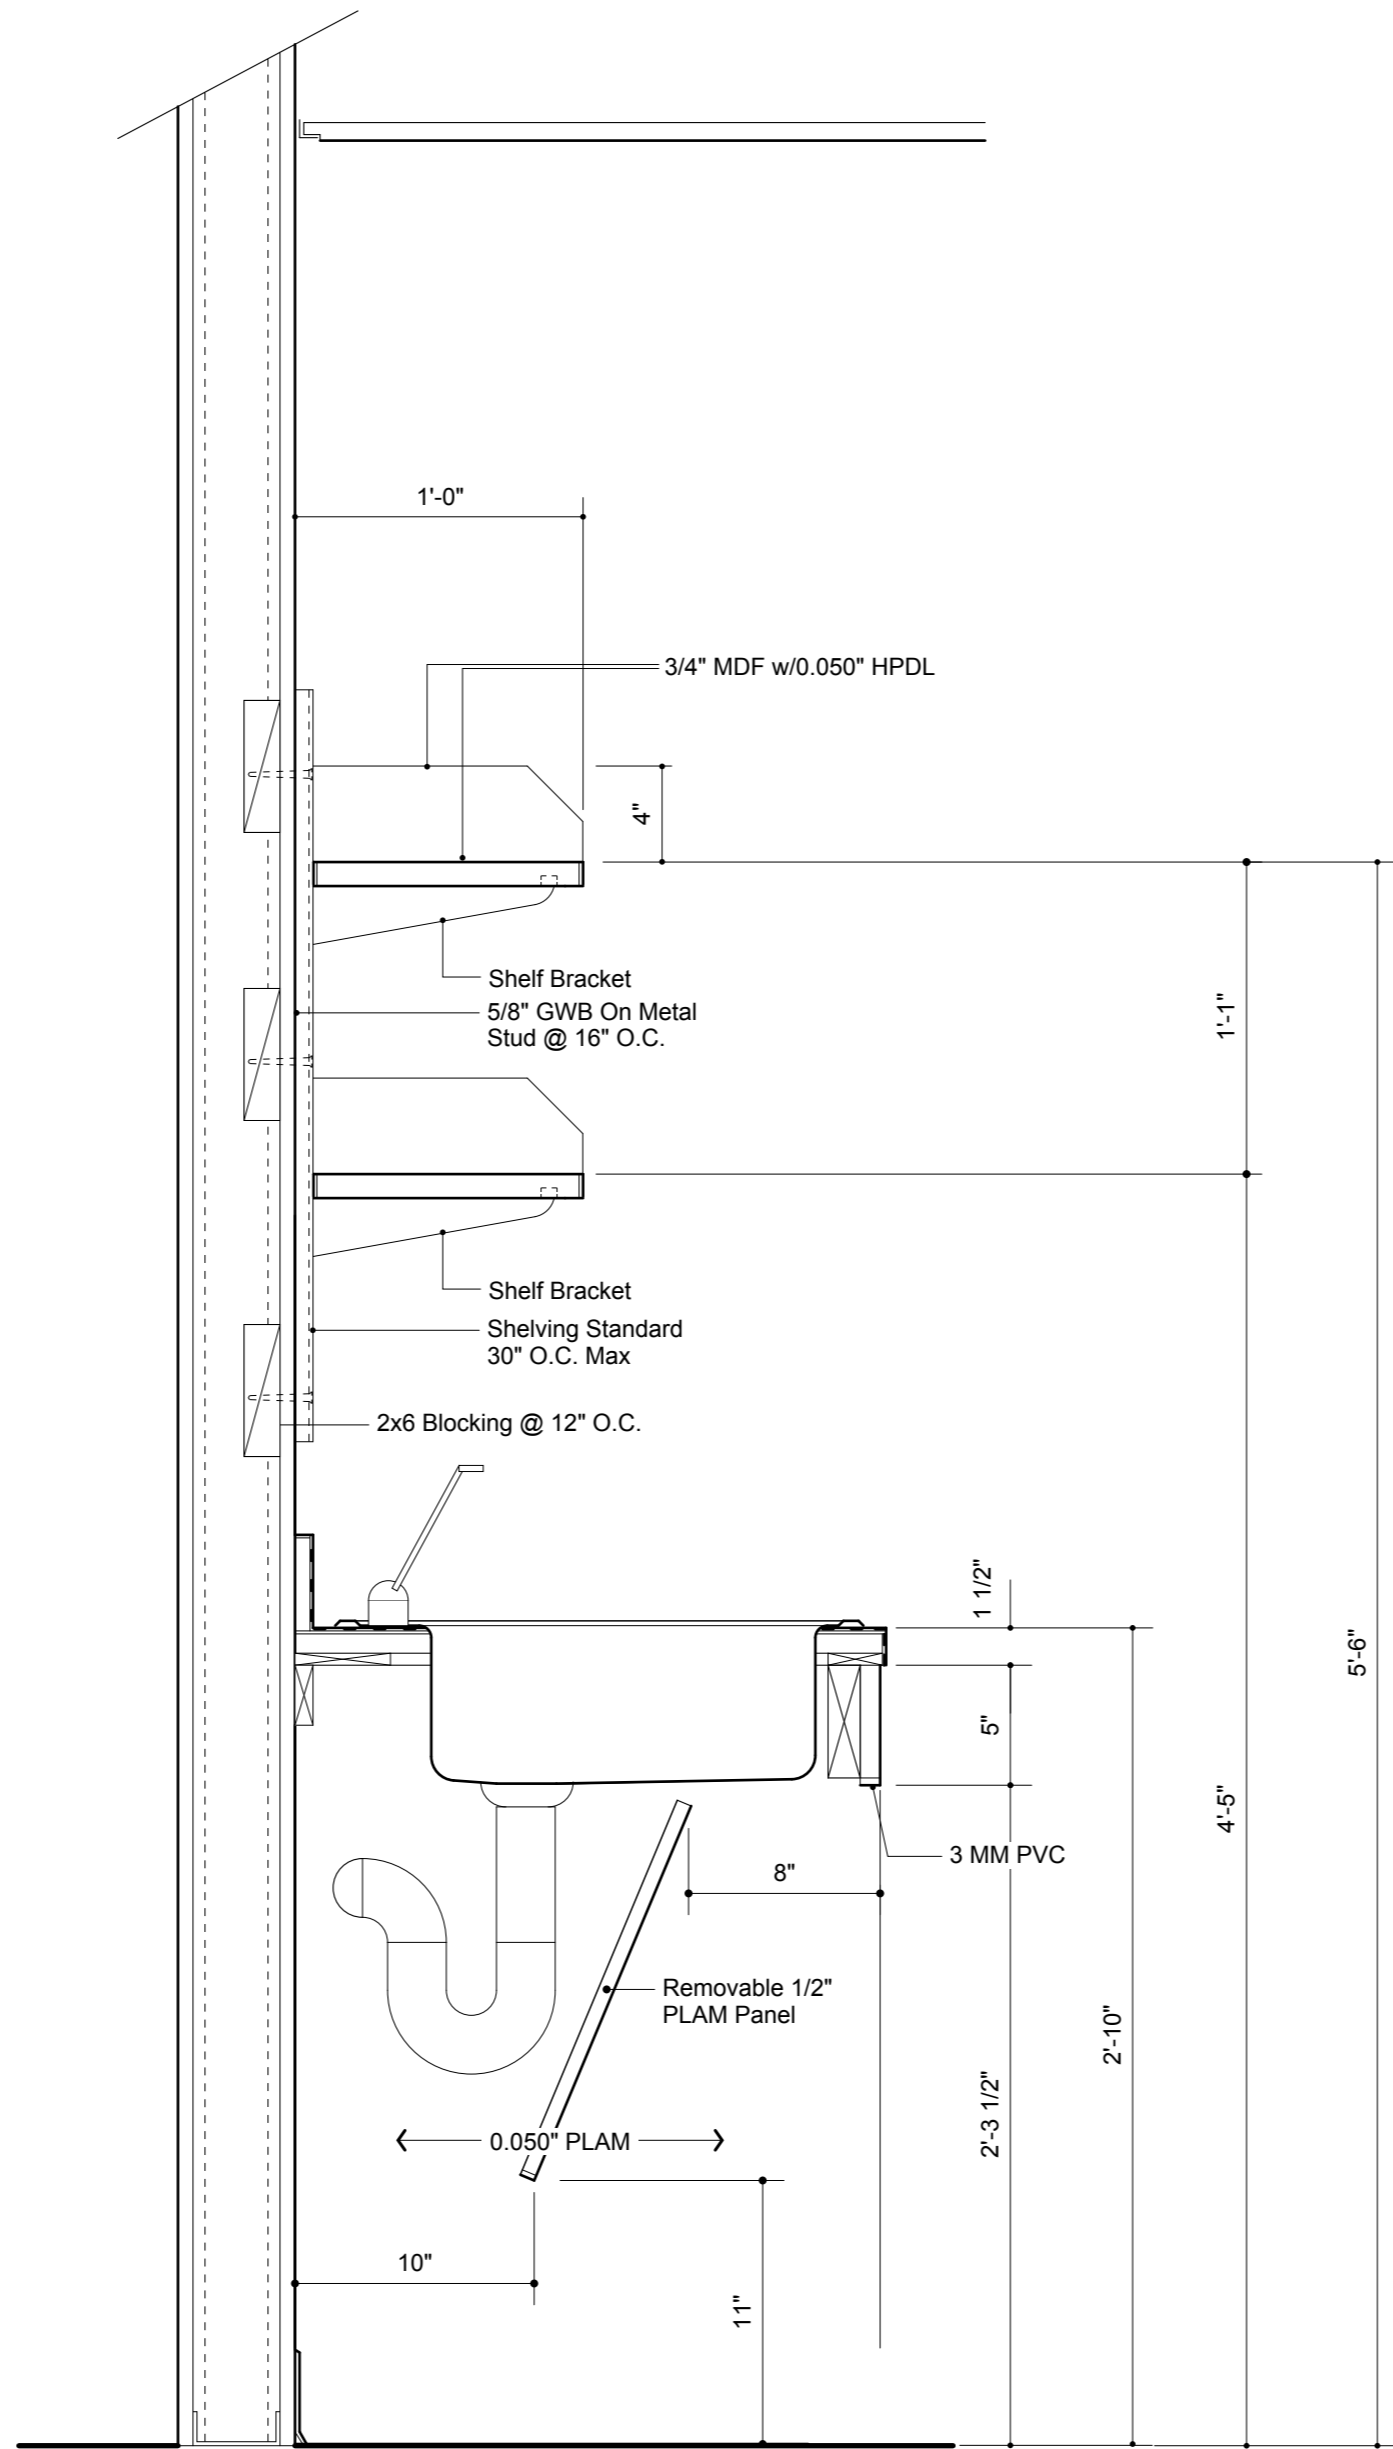 1'-0"
3/4" MDF w/0.050" HPDL
4"
Shelf Bracket
5/8" GWB On Metal
Stud @ 16" O.C.
1'-1"
Shelf Bracket
Shelving Standard
30" O.C. Max
2x6 Blocking @ 12" O.C.
1 1/2"
5'-6"
5"
4'-5"
3 MM PVC
8"
Removable 1/2"
PLAM Panel
2'-10"
2'-3 1/2"
0.050" PLAM
10"
11"